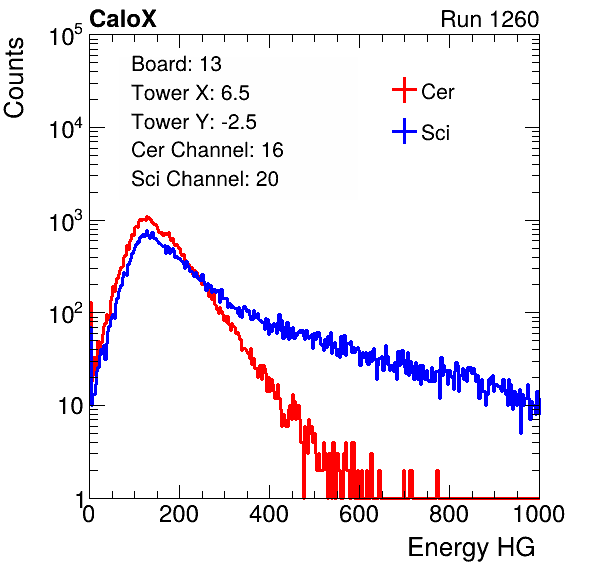 CaloX Run 1260
Counts
10^5
10^4
10^3
10^2
10
1
Board: 13
Tower X: 6.5
Tower Y: -2.5
Cer Channel: 16
Sci Channel: 20
Cer
Sci
0 200 400 600 800 1000
Energy HG